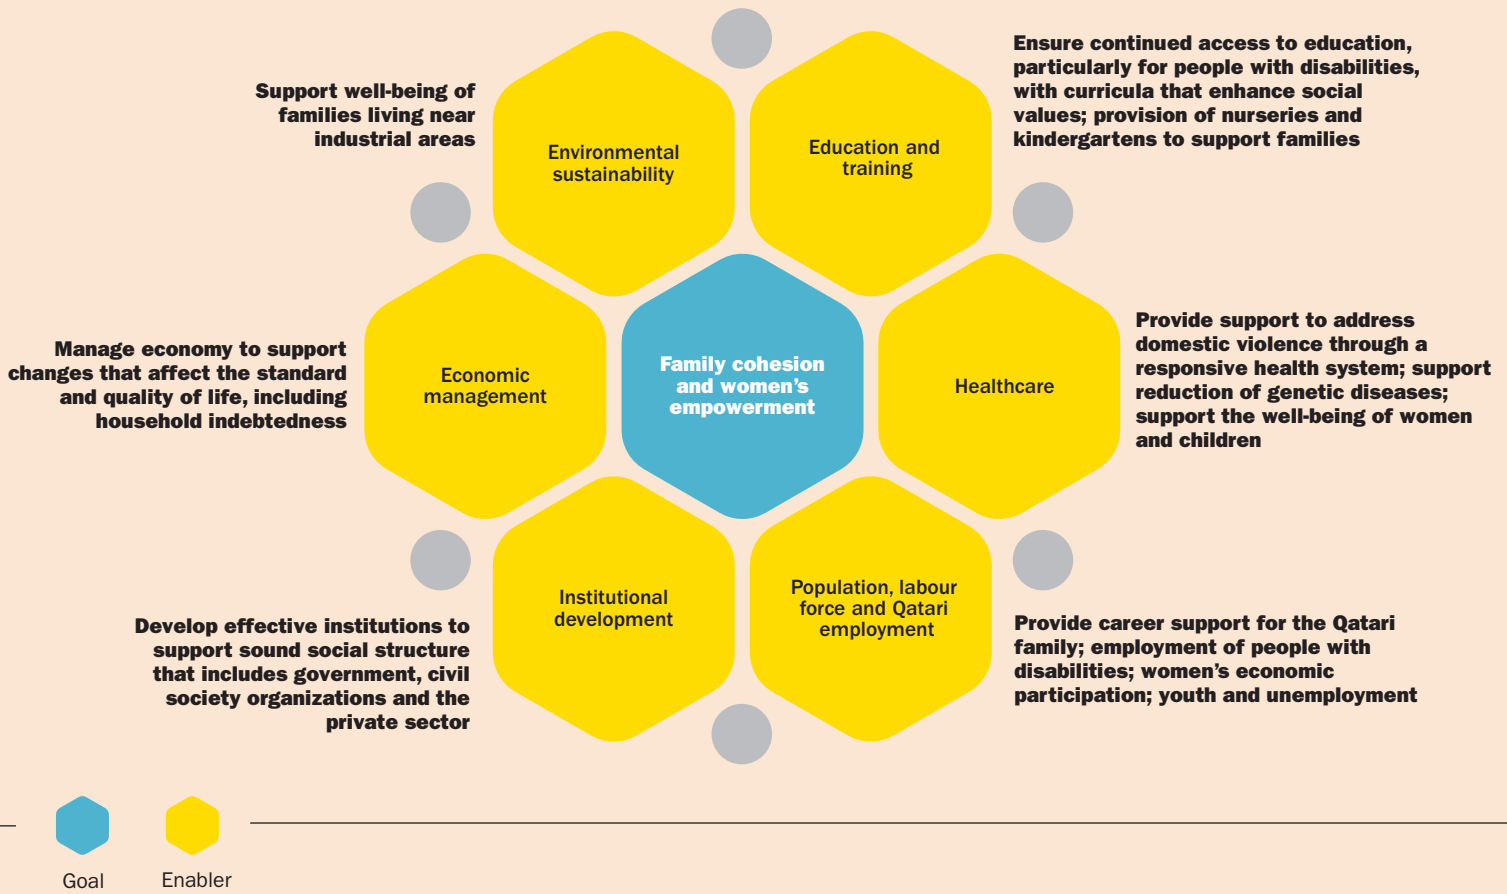 Support well-being of
families living near
industrial areas
Environmental
sustainability
Education and
training
Ensure continued access to education,
particularly for people with disabilities,
with curricula that enhance social
values; provision of nurseries and
kindergartens to support families
Manage economy to support
changes that affect the standard
and quality of life, including
household indebtedness
Economic
management
Family cohesion
and women’s
empowerment
Healthcare
Provide support to address
domestic violence through a
responsive health system; support
reduction of genetic diseases;
support the well-being of women
and children
Develop effective institutions to
support sound social structure
that includes government, civil
society organizations and the
private sector
Institutional
development
Population, labour
force and Qatari
employment
Provide career support for the Qatari
family; employment of people with
disabilities; women’s economic
participation; youth and unemployment
Goal
Enabler